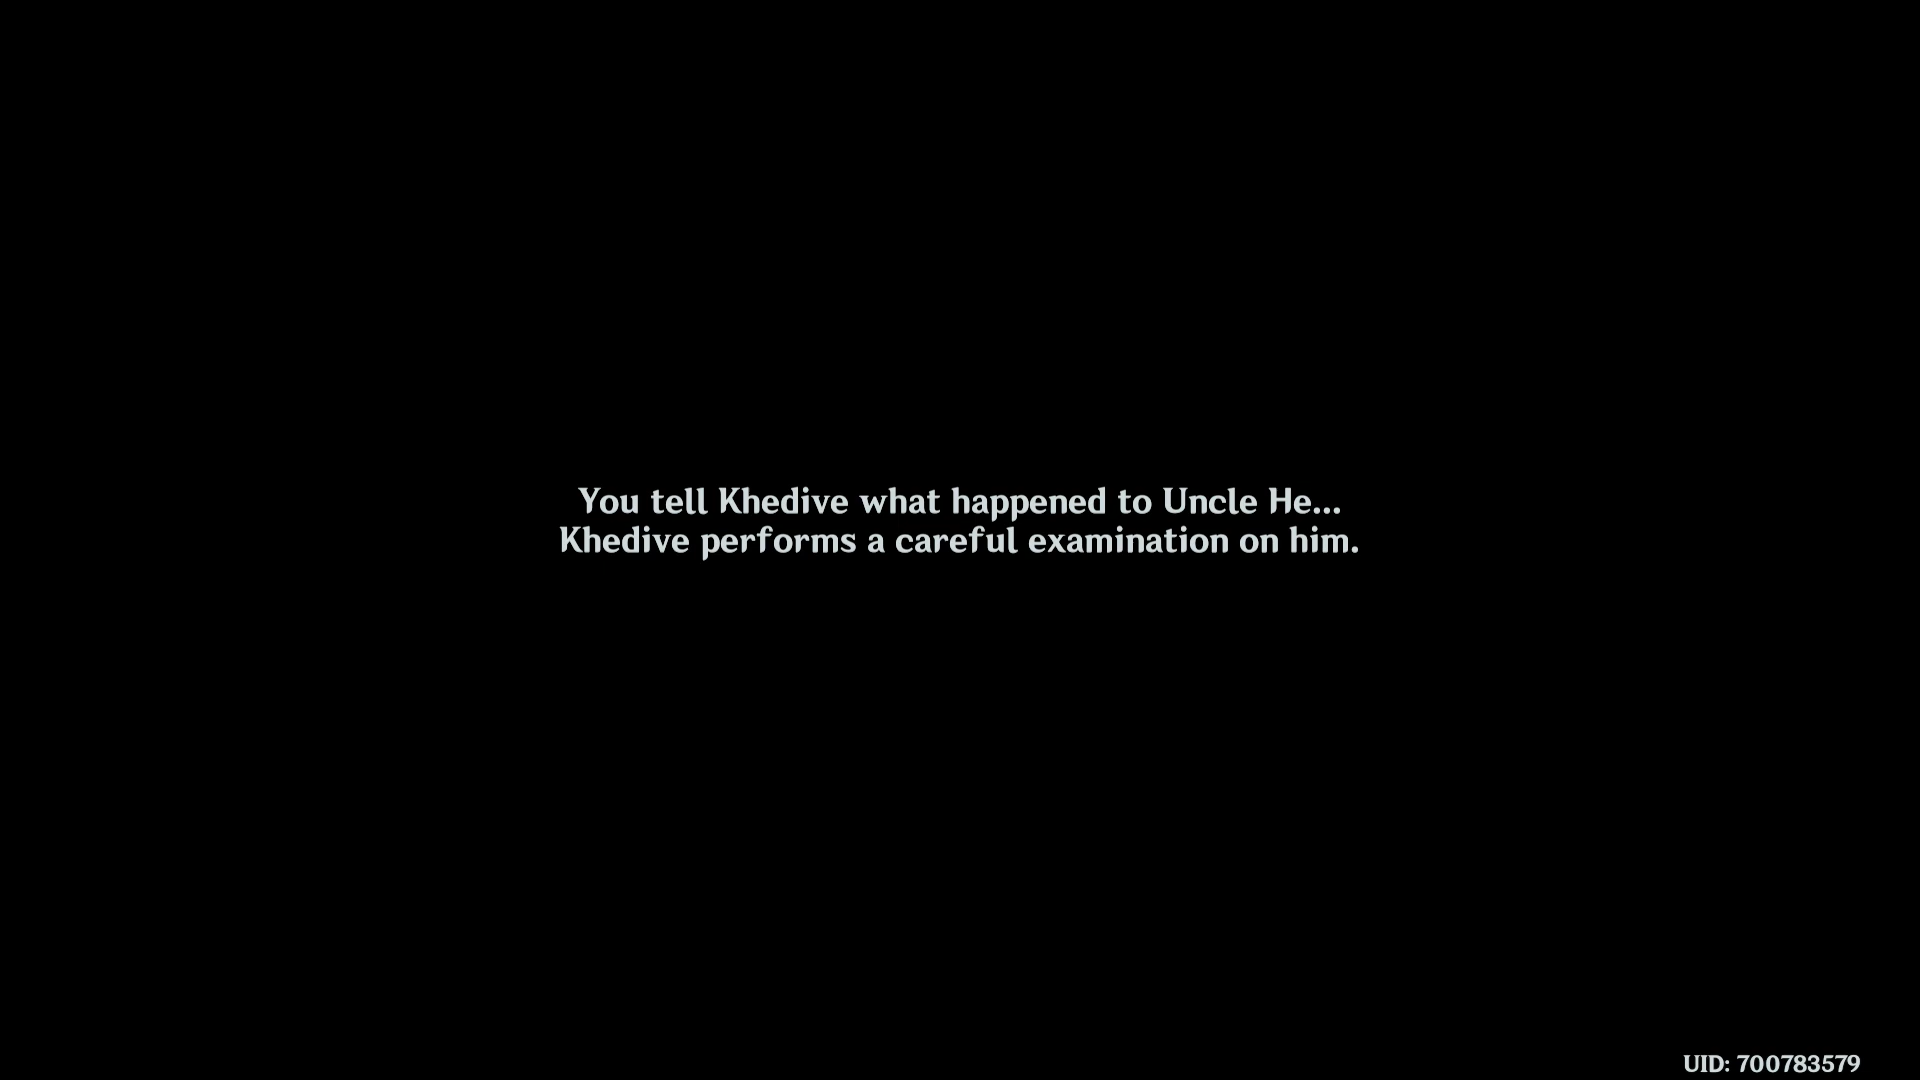 You tell Khedive what happened to Uncle He...
Khedive performs a careful examination on him.
UID: 700783579